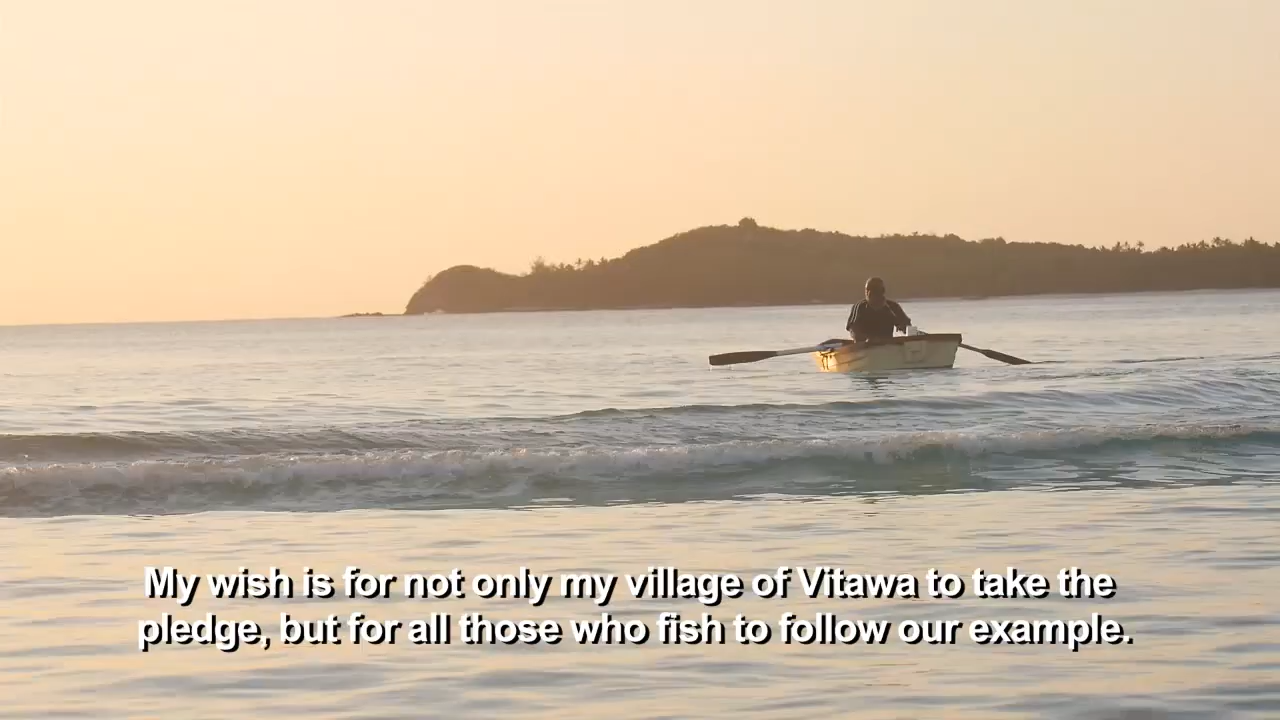 My wish is for not only my village of Vitawa to take the
pledge, but for all those who fish to follow our example.